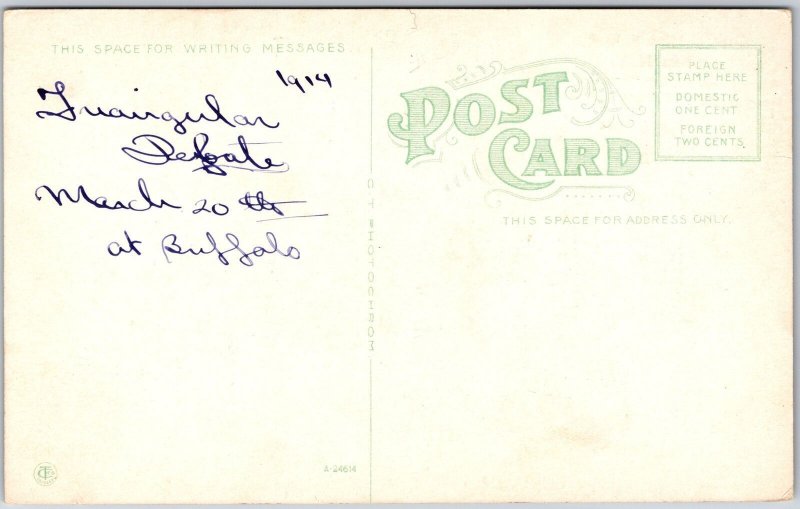 THIS SPACE FOR WRITING MESSAGES
1914
Triangular
Debate
March 20 th
at Buffalo
C T PHOTOCHROM
A-24614
POST
CARD
THIS SPACE FOR ADDRESS ONLY.
PLACE
STAMP HERE
DOMESTIC
ONE CENT
FOREIGN
TWO CENTS